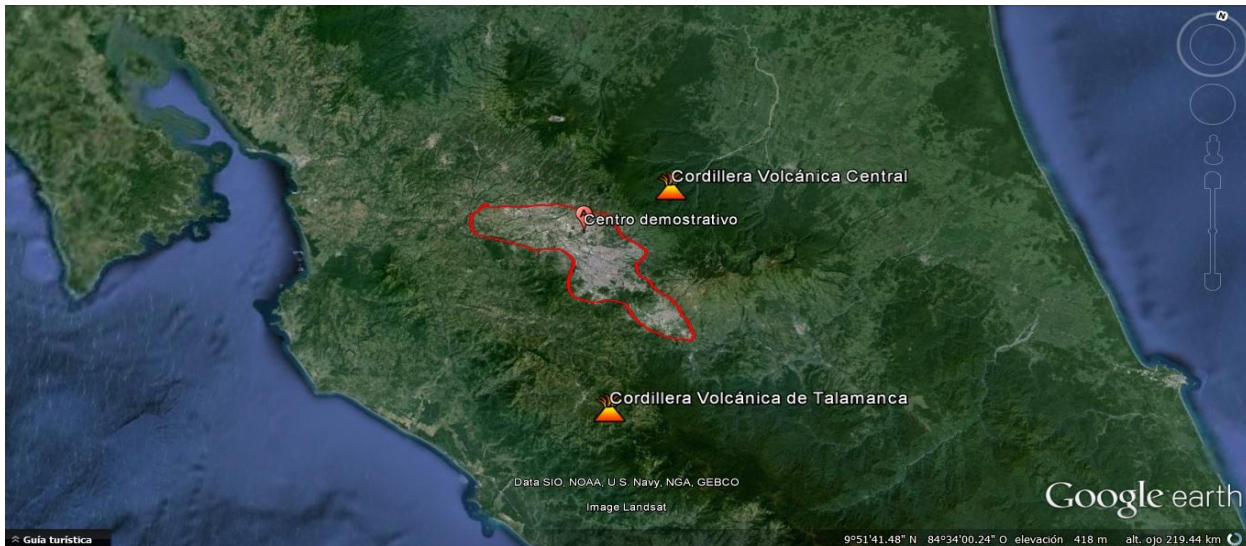 N
Cordillera Volcánica Central
A
Centro demostrativo
Cordillera Volcánica de Talamanca
Data SIO, NOAA, U.S. Navy, NGA, GEBCO
Image Landsat
Google earth
Guía turística
9°51'41.48" N 84°34'00.24" O elevación 418 m alt. ojo 219.44 km